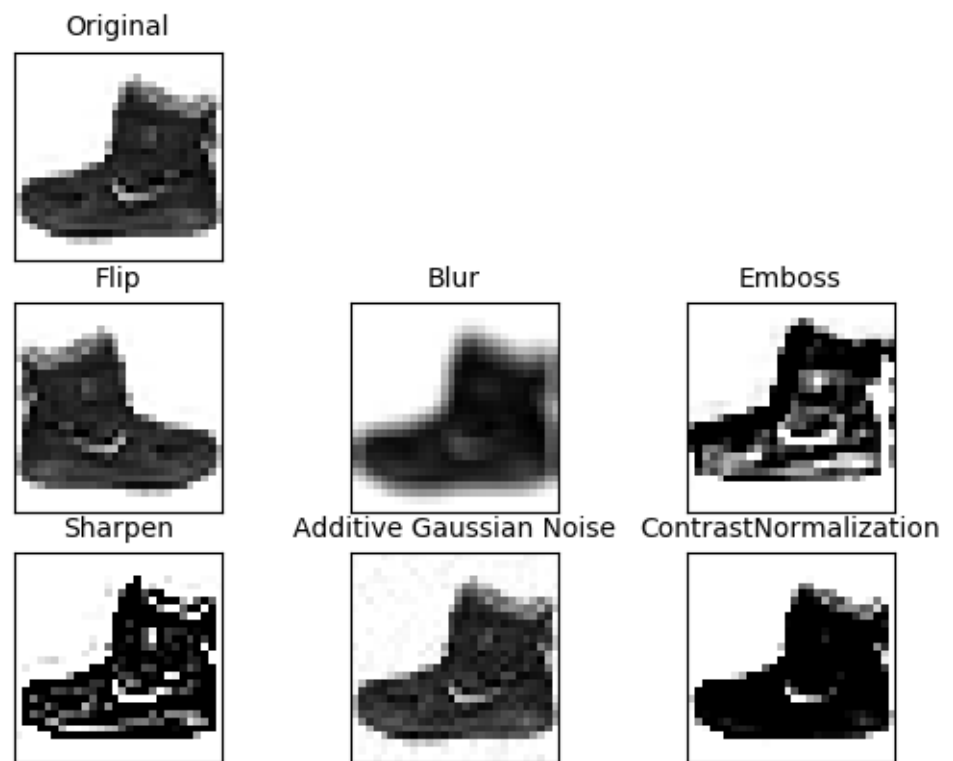 Original
Flip
Blur
Emboss
Sharpen
Additive Gaussian Noise
ContrastNormalization